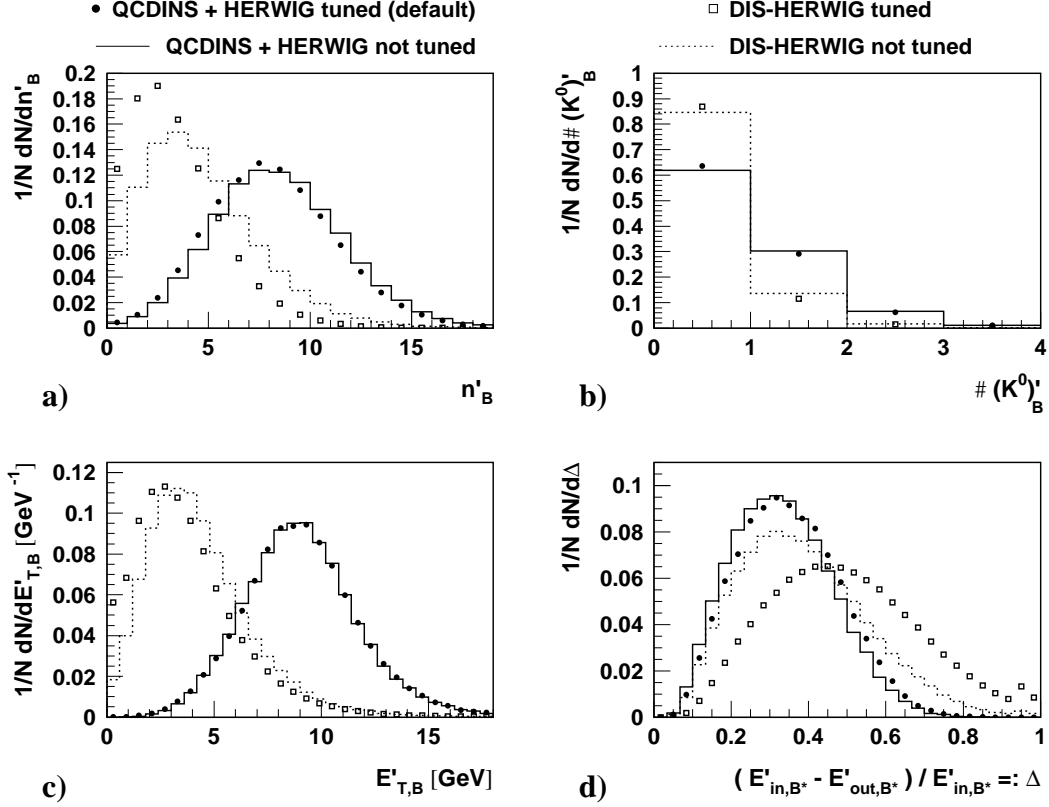 ● QCDINS + HERWIG tuned (default)
□ DIS-HERWIG tuned
QCDINS + HERWIG not tuned
DIS-HERWIG not tuned
1/N dN/dn'_B
0.2
0.18
0.16
0.14
0.12
0.1
0.08
0.06
0.04
0.02
0
0 5 10 15
a)
n'_B
1/N dN/d# (K^0)'_B
1
0.9
0.8
0.7
0.6
0.5
0.4
0.3
0.2
0.1
0
0 1 2 3 4
b)
# (K^0)'_B
1/N dN/dE'_{T,B} [GeV^{-1}]
0.12
0.1
0.08
0.06
0.04
0.02
0
0 5 10 15
c)
E'_{T,B} [GeV]
1/N dN/dΔ
0.1
0.08
0.06
0.04
0.02
0
0 0.2 0.4 0.6 0.8 1
d)
( E'_{in,B*} - E'_{out,B*} ) / E'_{in,B*} =: Δ